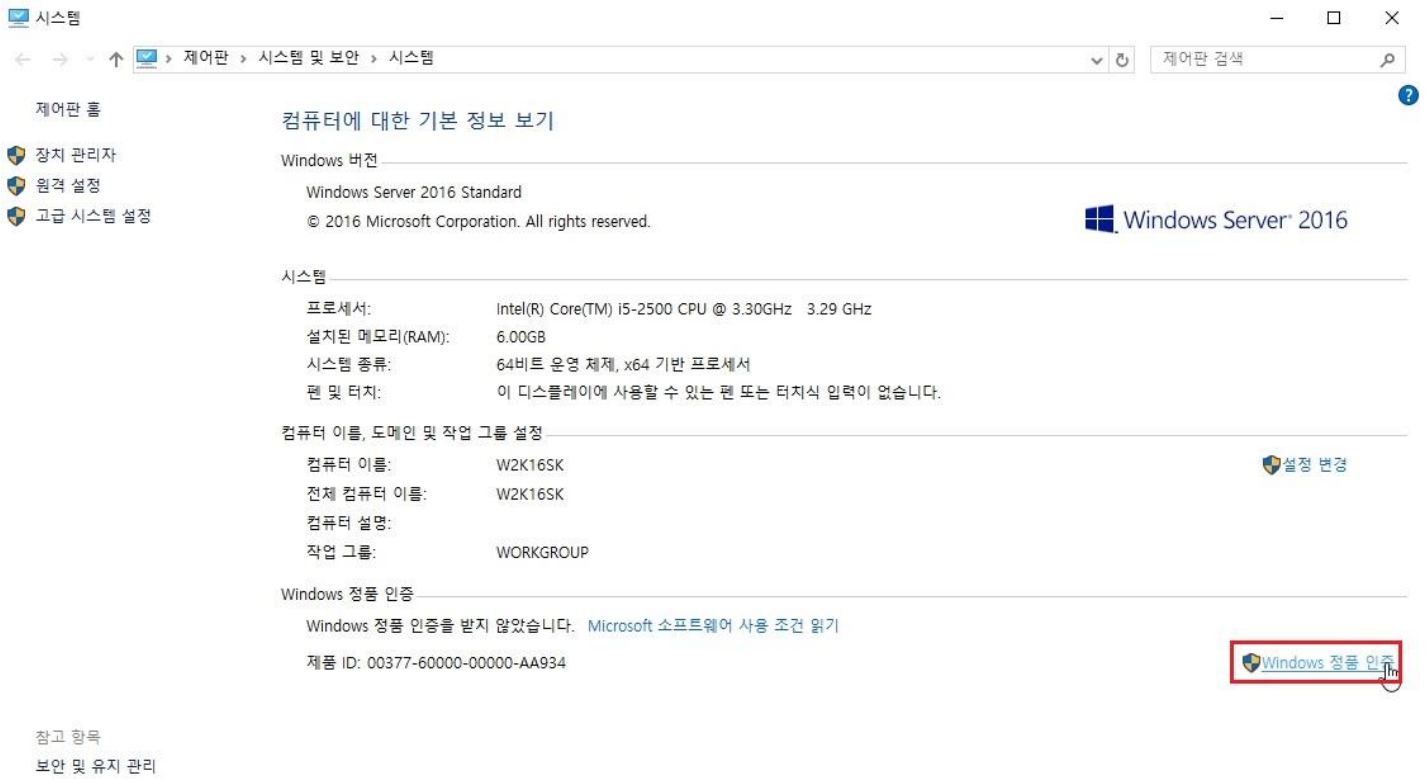 시스템
제어판 › 시스템 및 보안 › 시스템
제어판 검색
제어판 홈
장치 관리자
원격 설정
고급 시스템 설정
컴퓨터에 대한 기본 정보 보기
Windows 버전
Windows Server 2016 Standard
© 2016 Microsoft Corporation. All rights reserved.
Windows Server® 2016
시스템
프로세서: Intel(R) Core(TM) i5-2500 CPU @ 3.30GHz 3.29 GHz
설치된 메모리(RAM): 6.00GB
시스템 종류: 64비트 운영 체제, x64 기반 프로세서
펜 및 터치: 이 디스플레이에 사용할 수 있는 펜 또는 터치식 입력이 없습니다.
컴퓨터 이름, 도메인 및 작업 그룹 설정
컴퓨터 이름: W2K16SK
설정 변경
전체 컴퓨터 이름: W2K16SK
컴퓨터 설명:
작업 그룹: WORKGROUP
Windows 정품 인증
Windows 정품 인증을 받지 않았습니다. Microsoft 소프트웨어 사용 조건 읽기
제품 ID: 00377-60000-00000-AA934
Windows 정품 인증
참고 항목
보안 및 유지 관리